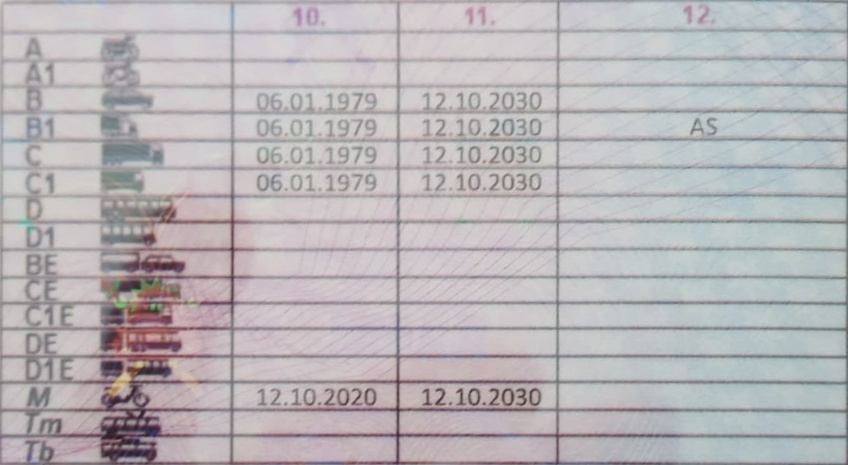 10. 11. 12.
A
A1
B 06.01.1979 12.10.2030
B1 06.01.1979 12.10.2030 AS
C 06.01.1979 12.10.2030
C1 06.01.1979 12.10.2030
D
D1
BE
CE
C1E
DE
D1E
M 12.10.2020 12.10.2030
Tm
Tb